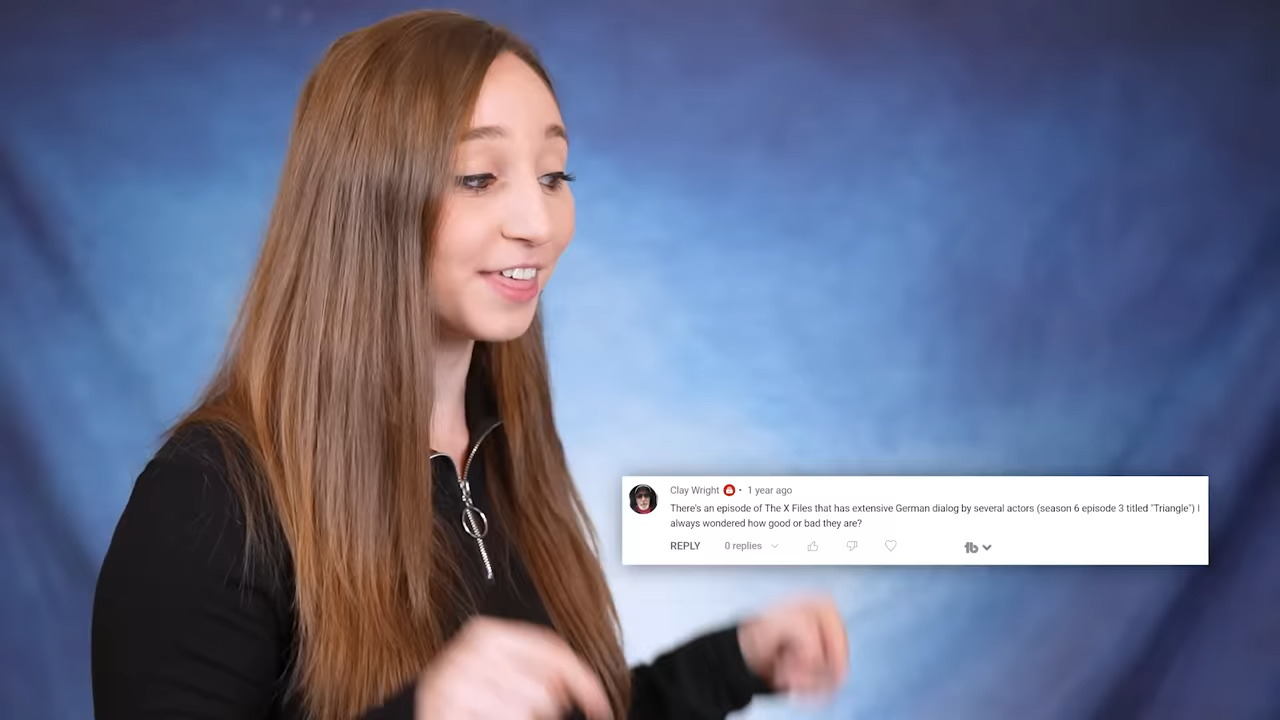 Clay Wright • 1 year ago
There's an episode of The X Files that has extensive German dialog by several actors (season 6 episode 3 titled "Triangle") I
always wondered how good or bad they are?
REPLY 0 replies